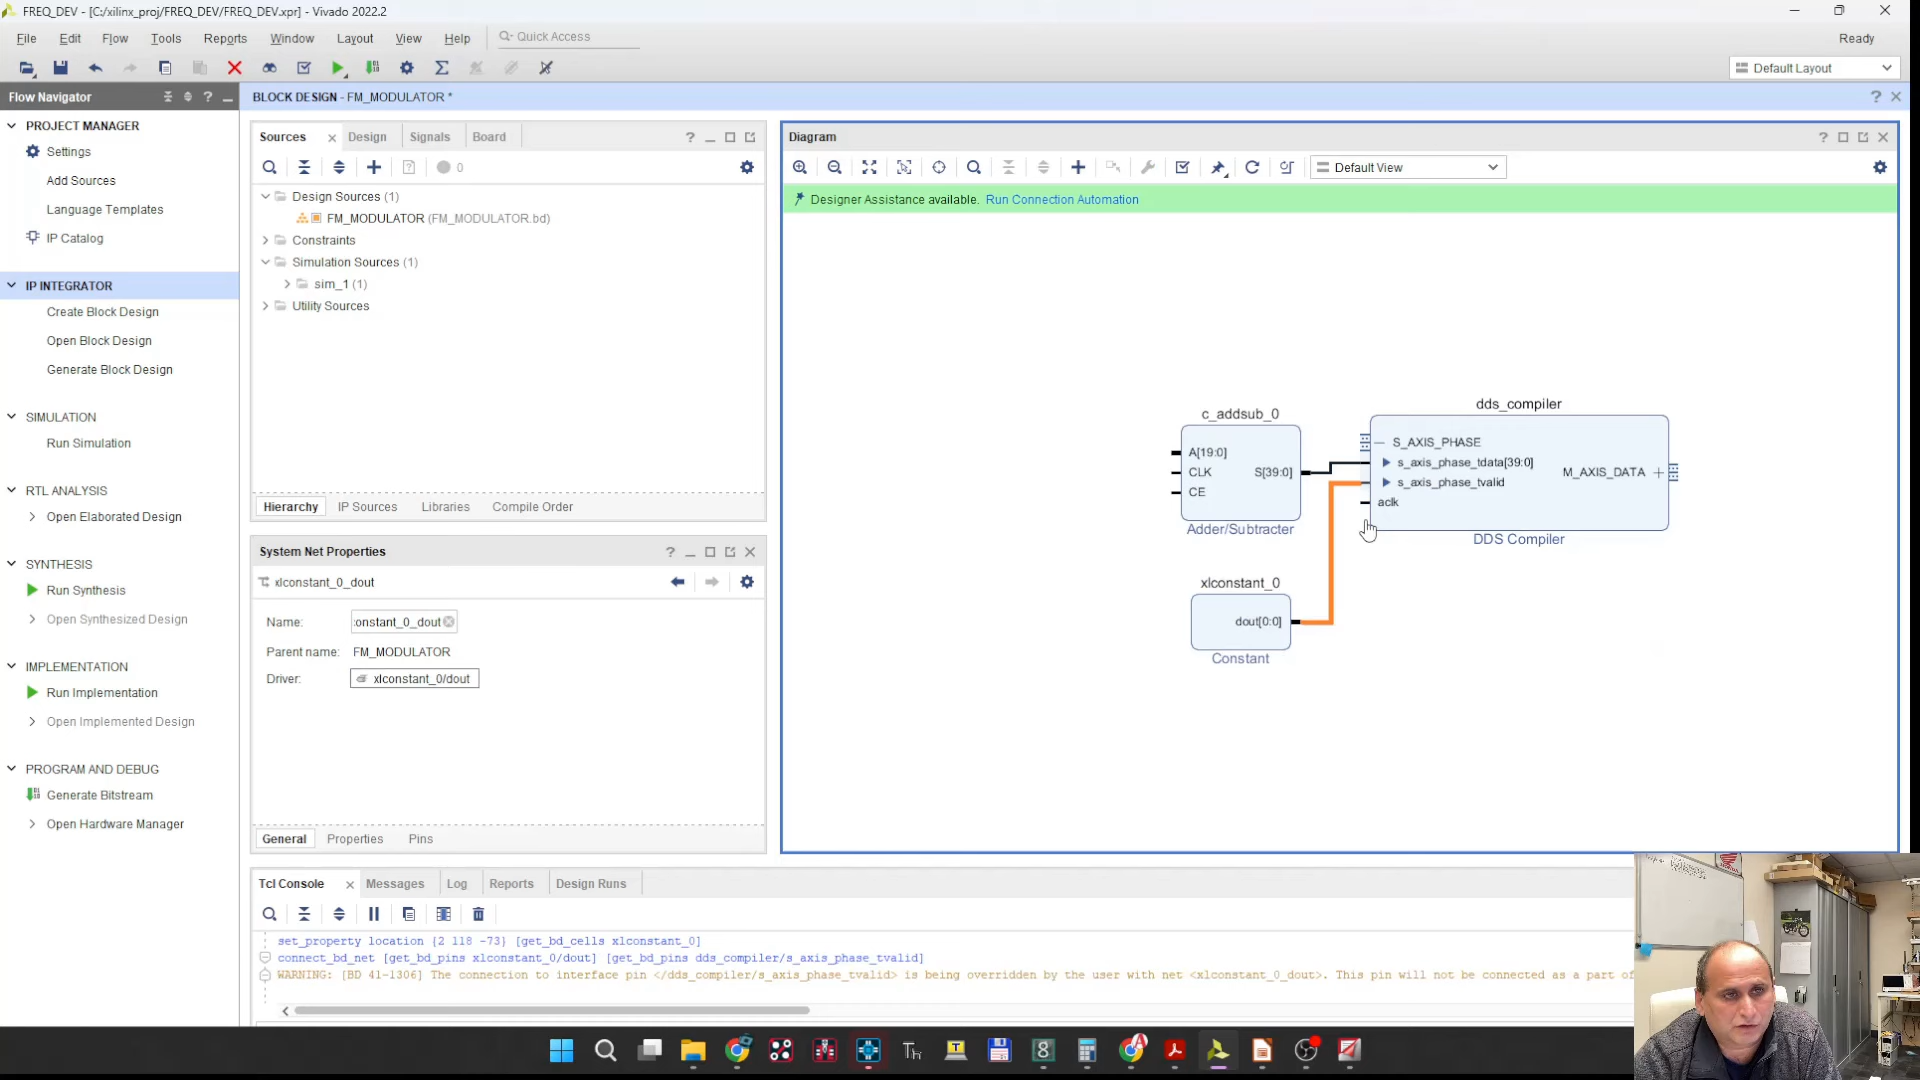 FREQ_DEV - [C:/xilinx_proj/FREQ_DEV/FREQ_DEV.xpr] - Vivado 2022.2
File Edit Flow Tools Reports Window Layout View Help Quick Access
Ready
Default Layout
Flow Navigator
PROJECT MANAGER
Settings
Add Sources
Language Templates
IP Catalog
IP INTEGRATOR
Create Block Design
Open Block Design
Generate Block Design
SIMULATION
Run Simulation
RTL ANALYSIS
Open Elaborated Design
SYNTHESIS
Run Synthesis
Open Synthesized Design
IMPLEMENTATION
Run Implementation
Open Implemented Design
PROGRAM AND DEBUG
Generate Bitstream
Open Hardware Manager
BLOCK DESIGN - FM_MODULATOR *
Sources Design Signals Board
0
Design Sources (1)
FM_MODULATOR (FM_MODULATOR.bd)
Constraints
Simulation Sources (1)
sim_1 (1)
Utility Sources
Hierarchy IP Sources Libraries Compile Order
System Net Properties
xlconstant_0_dout
Name: :onstant_0_dout
Parent name: FM_MODULATOR
Driver: xlconstant_0/dout
General Properties Pins
Diagram
Default View
Designer Assistance available. Run Connection Automation
c_addsub_0
A[19:0]
CLK
CE
S[39:0]
Adder/Subtracter
dds_compiler
S_AXIS_PHASE
s_axis_phase_tdata[39:0]
s_axis_phase_tvalid
aclk
M_AXIS_DATA
DDS Compiler
xlconstant_0
dout[0:0]
Constant
Tcl Console Messages Log Reports Design Runs
set_property location {2 118 -73} [get_bd_cells xlconstant_0]
connect_bd_net [get_bd_pins xlconstant_0/dout] [get_bd_pins dds_compiler/s_axis_phase_tvalid]
WARNING: [BD 41-1306] The connection to interface pin </dds_compiler/s_axis_phase_tvalid> is being overridden by the user with net <xlconstant_0_dout>. This pin will not be connected as a part of